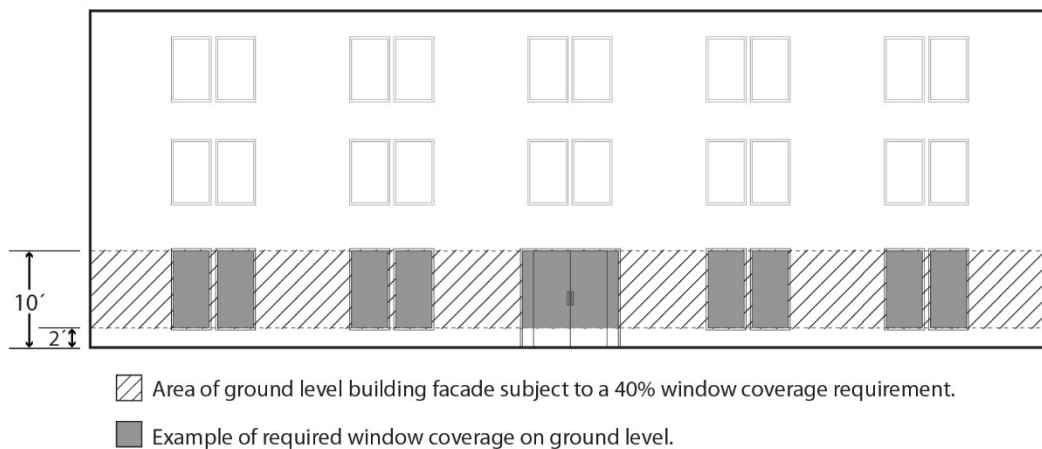 10´
2´
Area of ground level building facade subject to a 40% window coverage requirement.
Example of required window coverage on ground level.